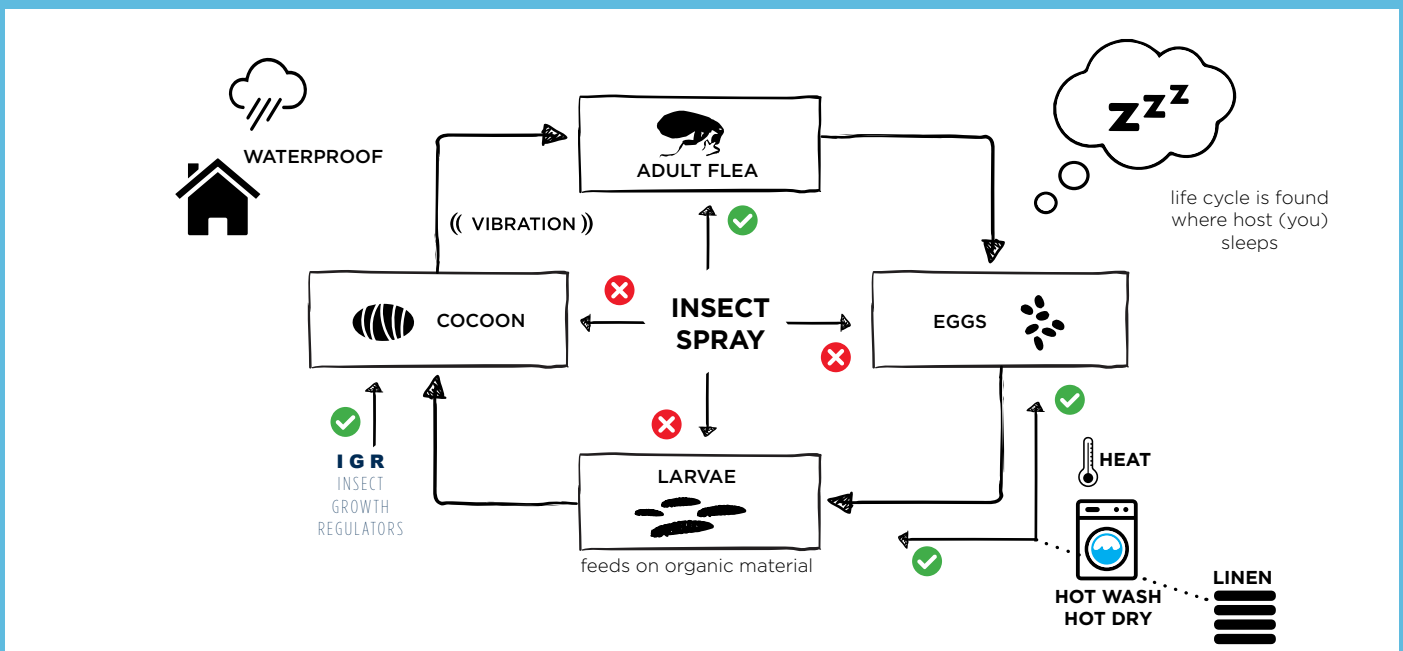 WATERPROOF
ADULT FLEA
zzz
life cycle is found
where host (you)
sleeps
(( VIBRATION ))
COCOON
INSECT
SPRAY
EGGS
IGR
INSECT
GROWTH
REGULATORS
LARVAE
feeds on organic material
HEAT
HOT WASH
HOT DRY
LINEN